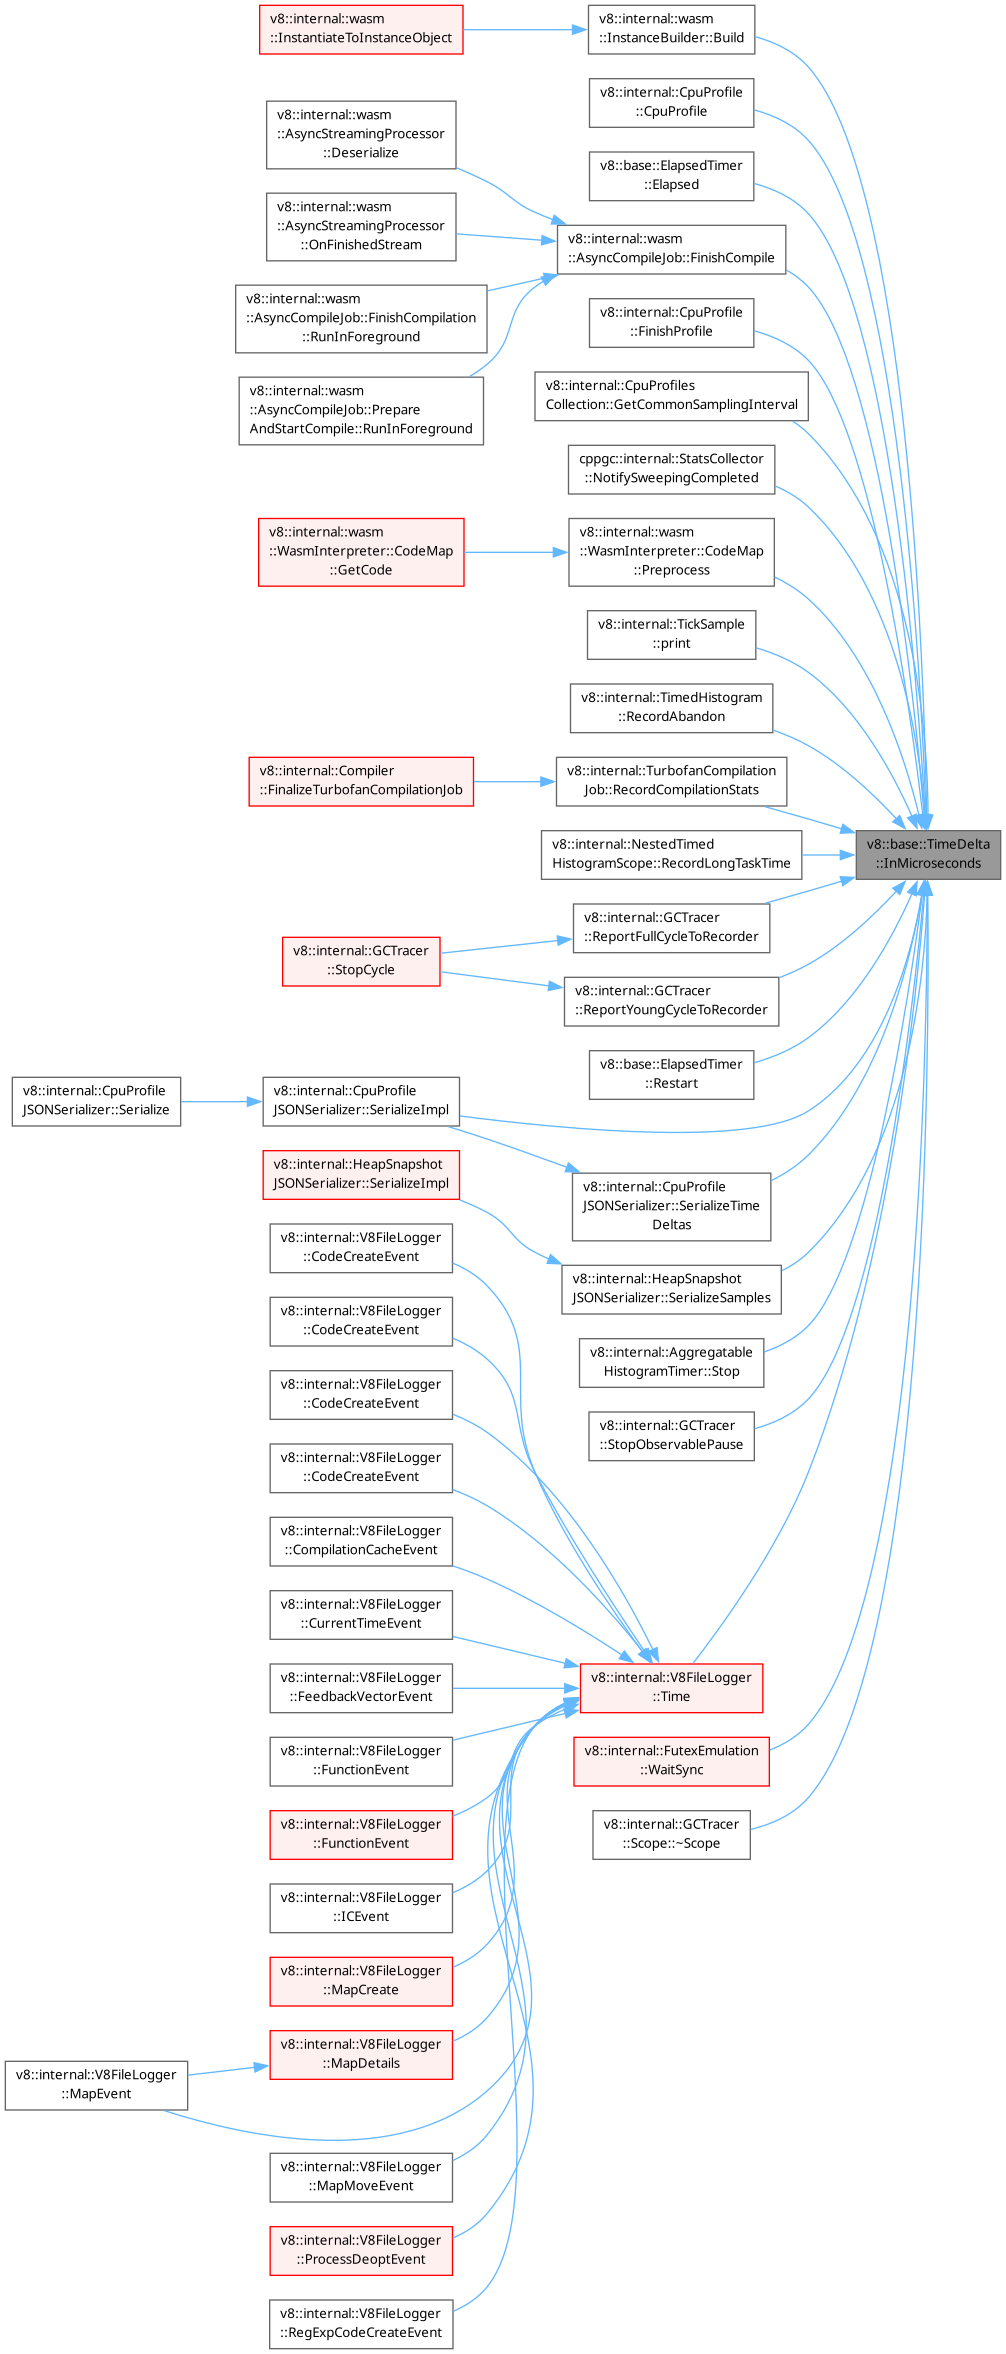 v8::internal::wasm
::InstantiateToInstanceObject
v8::internal::wasm
::InstanceBuilder::Build
v8::internal::CpuProfile
::CpuProfile
v8::internal::wasm
::AsyncStreamingProcessor
::Deserialize
v8::base::ElapsedTimer
::Elapsed
v8::internal::wasm
::AsyncStreamingProcessor
::OnFinishedStream
v8::internal::wasm
::AsyncCompileJob::FinishCompile
v8::internal::wasm
::AsyncCompileJob::FinishCompilation
::RunInForeground
v8::internal::CpuProfile
::FinishProfile
v8::internal::wasm
::AsyncCompileJob::Prepare
AndStartCompile::RunInForeground
v8::internal::CpuProfiles
Collection::GetCommonSamplingInterval
cppgc::internal::StatsCollector
::NotifySweepingCompleted
v8::internal::wasm
::WasmInterpreter::CodeMap
::GetCode
v8::internal::wasm
::WasmInterpreter::CodeMap
::Preprocess
v8::internal::TickSample
::print
v8::internal::TimedHistogram
::RecordAbandon
v8::internal::Compiler
::FinalizeTurbofanCompilationJob
v8::internal::TurbofanCompilation
Job::RecordCompilationStats
v8::internal::NestedTimed
HistogramScope::RecordLongTaskTime
v8::base::TimeDelta
::InMicroseconds
v8::internal::GCTracer
::StopCycle
v8::internal::GCTracer
::ReportFullCycleToRecorder
v8::internal::GCTracer
::ReportYoungCycleToRecorder
v8::base::ElapsedTimer
::Restart
v8::internal::CpuProfile
JSONSerializer::Serialize
v8::internal::CpuProfile
JSONSerializer::SerializeImpl
v8::internal::HeapSnapshot
JSONSerializer::SerializeImpl
v8::internal::CpuProfile
JSONSerializer::SerializeTime
Deltas
v8::internal::V8FileLogger
::CodeCreateEvent
v8::internal::HeapSnapshot
JSONSerializer::SerializeSamples
v8::internal::V8FileLogger
::CodeCreateEvent
v8::internal::Aggregatable
HistogramTimer::Stop
v8::internal::V8FileLogger
::CodeCreateEvent
v8::internal::GCTracer
::StopObservablePause
v8::internal::V8FileLogger
::CodeCreateEvent
v8::internal::V8FileLogger
::CompilationCacheEvent
v8::internal::V8FileLogger
::CurrentTimeEvent
v8::internal::V8FileLogger
::FeedbackVectorEvent
v8::internal::V8FileLogger
::Time
v8::internal::V8FileLogger
::FunctionEvent
v8::internal::FutexEmulation
::WaitSync
v8::internal::V8FileLogger
::FunctionEvent
v8::internal::GCTracer
::Scope::~Scope
v8::internal::V8FileLogger
::ICEvent
v8::internal::V8FileLogger
::MapCreate
v8::internal::V8FileLogger
::MapDetails
v8::internal::V8FileLogger
::MapEvent
v8::internal::V8FileLogger
::MapMoveEvent
v8::internal::V8FileLogger
::ProcessDeoptEvent
v8::internal::V8FileLogger
::RegExpCodeCreateEvent